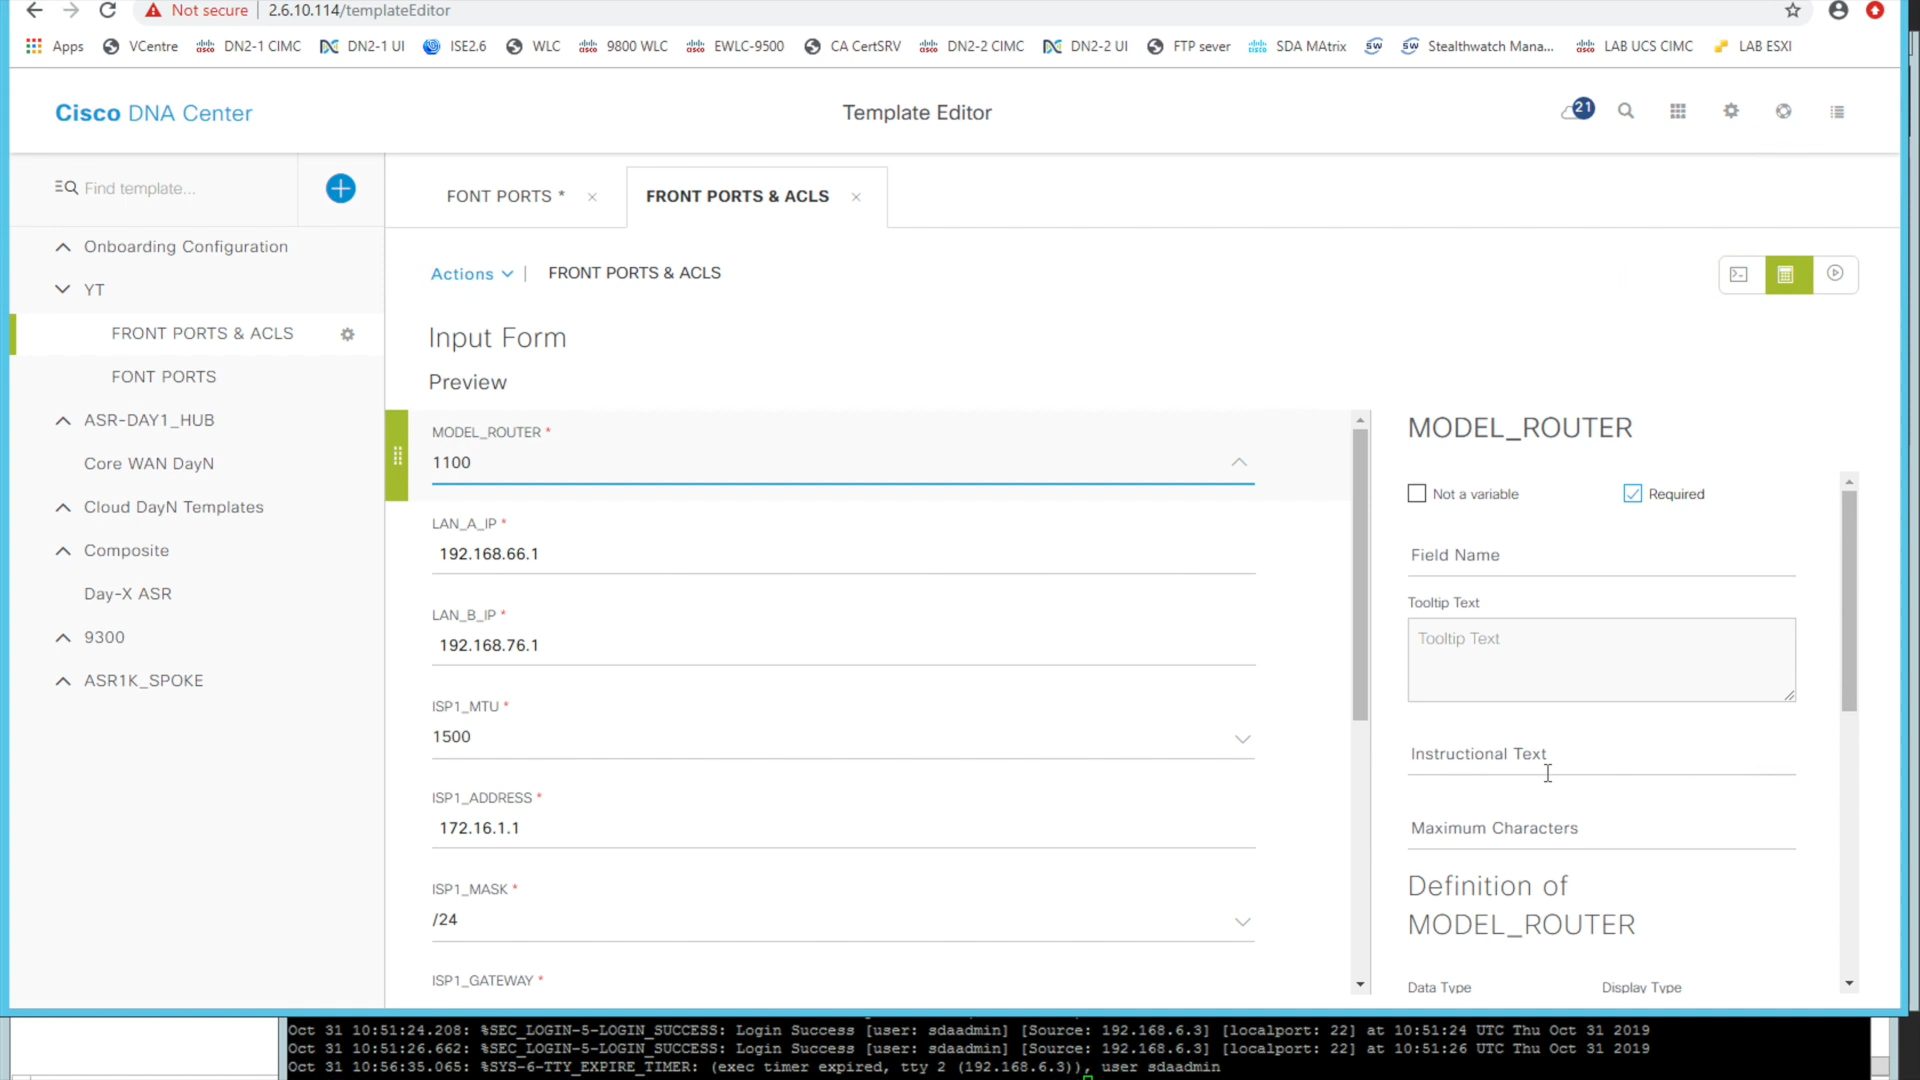 Not secure
2.6.10.114/templateEditor
Apps
VCentre
DN2-1 CIMC
DN2-1 UI
ISE2.6
WLC
9800 WLC
EWLC-9500
CA CertSRV
DN2-2 CIMC
DN2-2 UI
FTP sever
SDA MAtrix
Stealthwatch Mana...
LAB UCS CIMC
LAB ESXI
Cisco DNA Center
Template Editor
21
Find template...
FONT PORTS *
FRONT PORTS & ACLS
Onboarding Configuration
YT
FRONT PORTS & ACLS
FONT PORTS
ASR-DAY1_HUB
Core WAN DayN
Cloud DayN Templates
Composite
Day-X ASR
9300
ASR1K_SPOKE
Actions
FRONT PORTS & ACLS
Input Form
Preview
MODEL_ROUTER *
1100
LAN_A_IP *
192.168.66.1
LAN_B_IP *
192.168.76.1
ISP1_MTU *
1500
ISP1_ADDRESS *
172.16.1.1
ISP1_MASK *
/24
ISP1_GATEWAY *
MODEL_ROUTER
Not a variable
Required
Field Name
Tooltip Text
Tooltip Text
Instructional Text
Maximum Characters
Definition of
MODEL_ROUTER
Data Type
Display Type
Oct 31 10:51:24.208: %SEC_LOGIN-5-LOGIN_SUCCESS: Login Success [user: sdaadmin] [Source: 192.168.6.3] [localport: 22] at 10:51:24 UTC Thu Oct 31 2019
Oct 31 10:51:26.662: %SEC_LOGIN-5-LOGIN_SUCCESS: Login Success [user: sdaadmin] [Source: 192.168.6.3] [localport: 22] at 10:51:26 UTC Thu Oct 31 2019
Oct 31 10:56:35.065: %SYS-6-TTY_EXPIRE_TIMER: (exec timer expired, tty 2 (192.168.6.3)), user sdaadmin